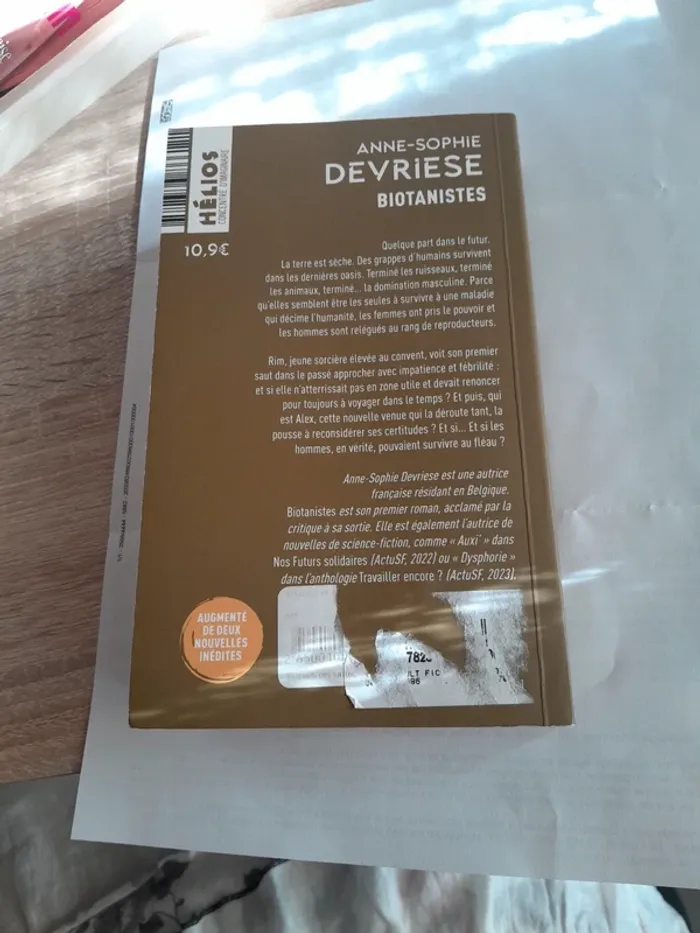 HÉLIOS
CONCENTRÉ D'IMAGINAIRE
10,9€
ANNE-SOPHIE
DEVRIESE
BIOTANISTES
Quelque part dans le futur.
La terre est sèche. Des grappes d'humains survivent
dans les dernières oasis. Terminé les ruisseaux, terminé
les animaux, terminé... la domination masculine. Parce
qu'elles semblent être les seules à survivre à une maladie
qui décime l'humanité, les femmes ont pris le pouvoir et
les hommes sont relégués au rang de reproducteurs.
Rim, jeune sorcière élevée au convent, voit son premier
saut dans le passé approcher avec impatience et fébrilité :
et si elle n'atterrissait pas en zone utile et devait renoncer
pour toujours à voyager dans le temps ? Et puis, qui
est Alex, cette nouvelle venue qui la déroute tant, la
pousse à reconsidérer ses certitudes ? Et si... Et si les
hommes, en vérité, pouvaient survivre au fléau ?
Anne-Sophie Devriese est une autrice
française résidant en Belgique.
Biotanistes est son premier roman, acclamé par la
critique à sa sortie. Elle est également l'autrice de
nouvelles de science-fiction, comme « Auxi' » dans
Nos Futurs solidaires (ActuSF, 2022) ou « Dysphorie »
dans l'anthologie Travailler encore ? (ActuSF, 2023).
AUGMENTÉ
DE DEUX
NOUVELLES
INÉDITES
782
LT FIC